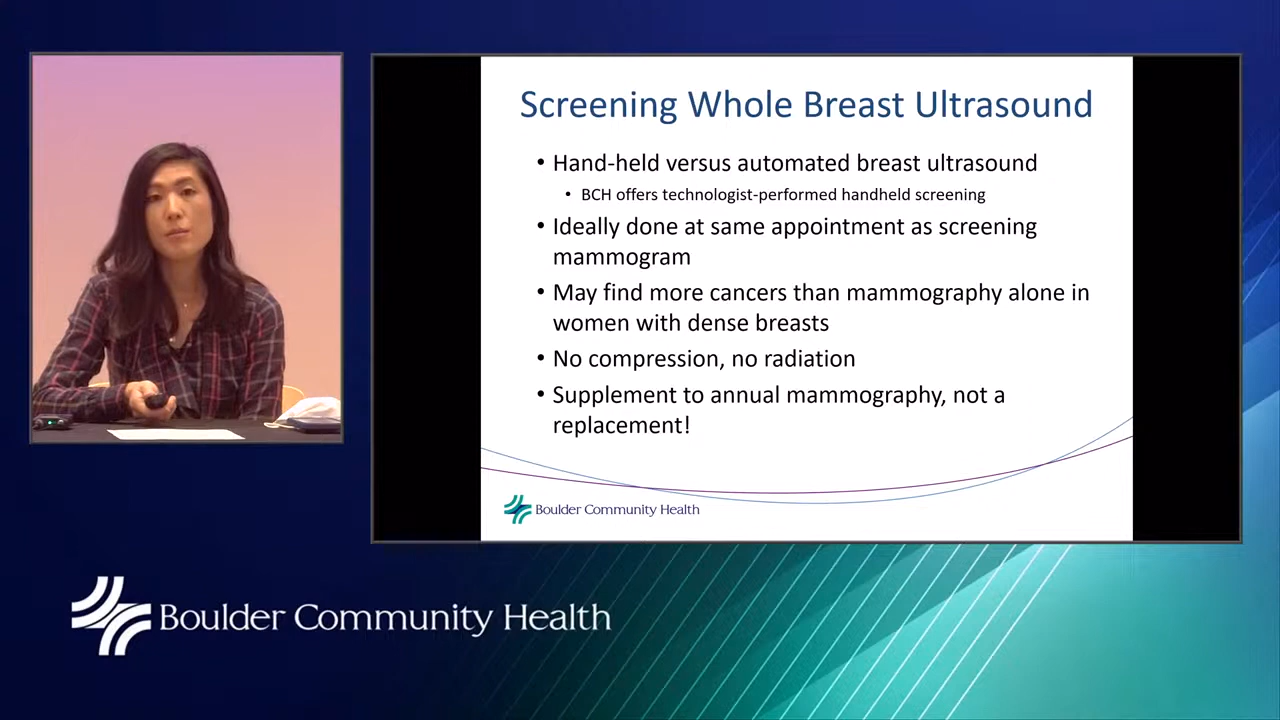 Screening Whole Breast Ultrasound
• Hand-held versus automated breast ultrasound
• BCH offers technologist-performed handheld screening
• Ideally done at same appointment as screening
mammogram
• May find more cancers than mammography alone in
women with dense breasts
• No compression, no radiation
• Supplement to annual mammography, not a
replacement!
Boulder Community Health
Boulder Community Health